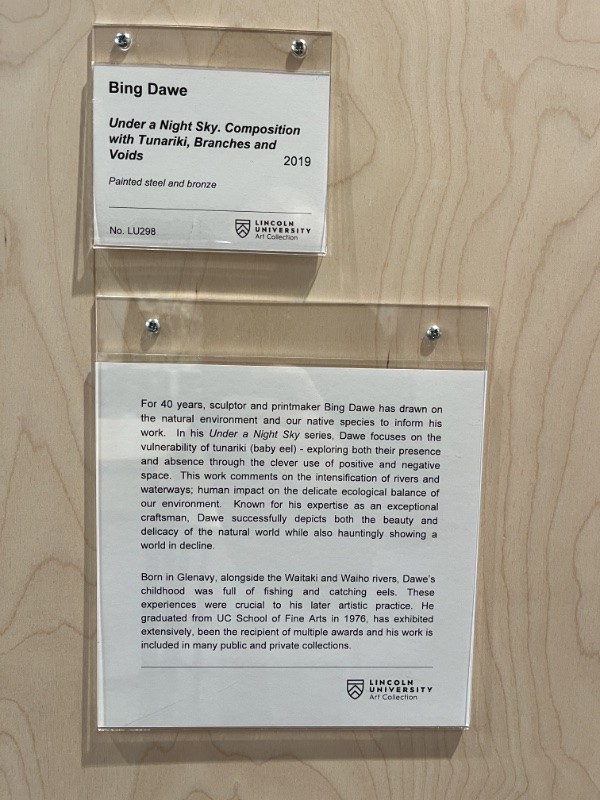 Bing Dawe
Under a Night Sky. Composition
with Tunariki, Branches and
Voids
2019
Painted steel and bronze
No. LU298
LINCOLN
UNIVERSITY
Art Collection
For 40 years, sculptor and printmaker Bing Dawe has drawn on
the natural environment and our native species to inform his
work. In his Under a Night Sky series, Dawe focuses on the
vulnerability of tunariki (baby eel) - exploring both their presence
and absence through the clever use of positive and negative
space. This work comments on the intensification of rivers and
waterways; human impact on the delicate ecological balance of
our environment. Known for his expertise as an exceptional
craftsman, Dawe successfully depicts both the beauty and
delicacy of the natural world while also hauntingly showing a
world in decline.
Born in Glenavy, alongside the Waitaki and Waiho rivers, Dawe's
childhood was full of fishing and catching eels. These
experiences were crucial to his later artistic practice. He
graduated from UC School of Fine Arts in 1976, has exhibited
extensively, been the recipient of multiple awards and his work is
included in many public and private collections.
LINCOLN
UNIVERSITY
Art Collection